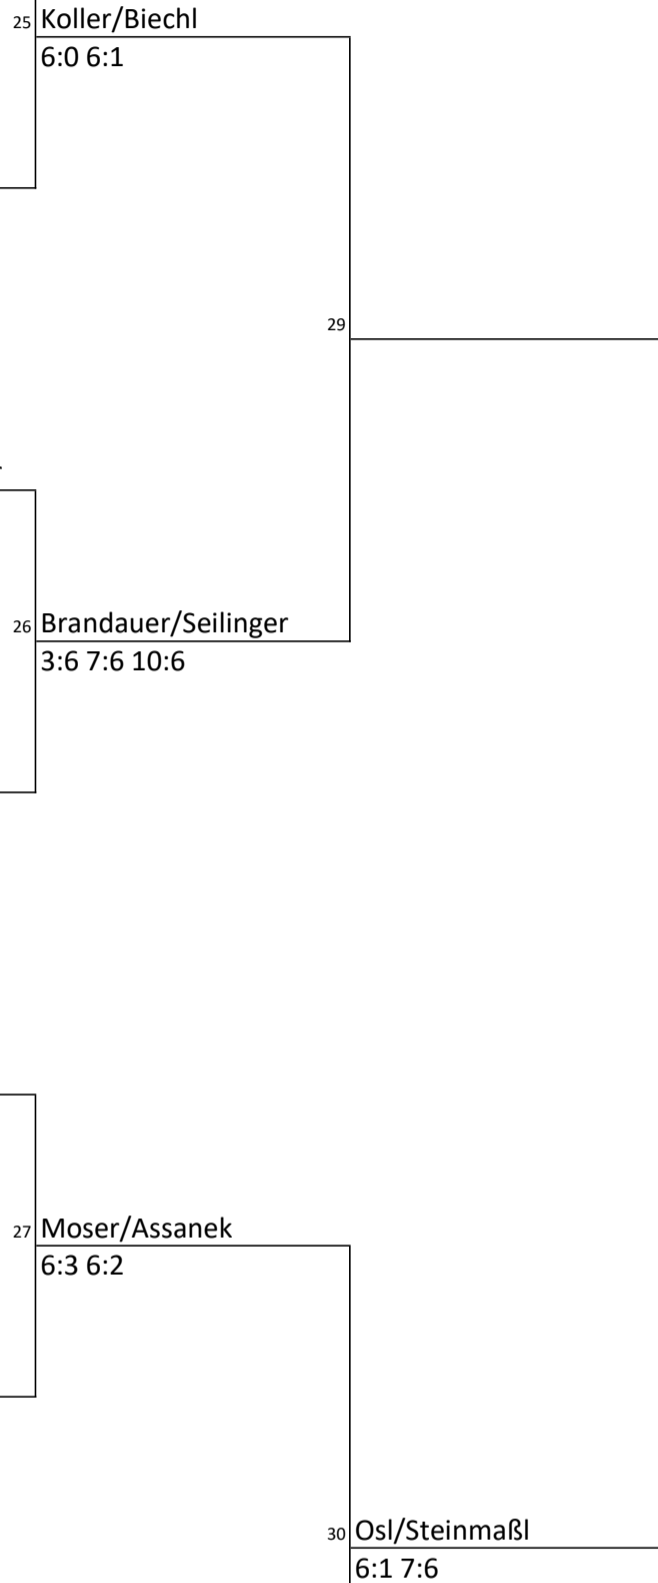 25 Koller/Biechl
6:0 6:1
29
26 Brandauer/Seilinger
3:6 7:6 10:6
27 Moser/Assanek
6:3 6:2
30 Osl/Steinmaßl
6:1 7:6